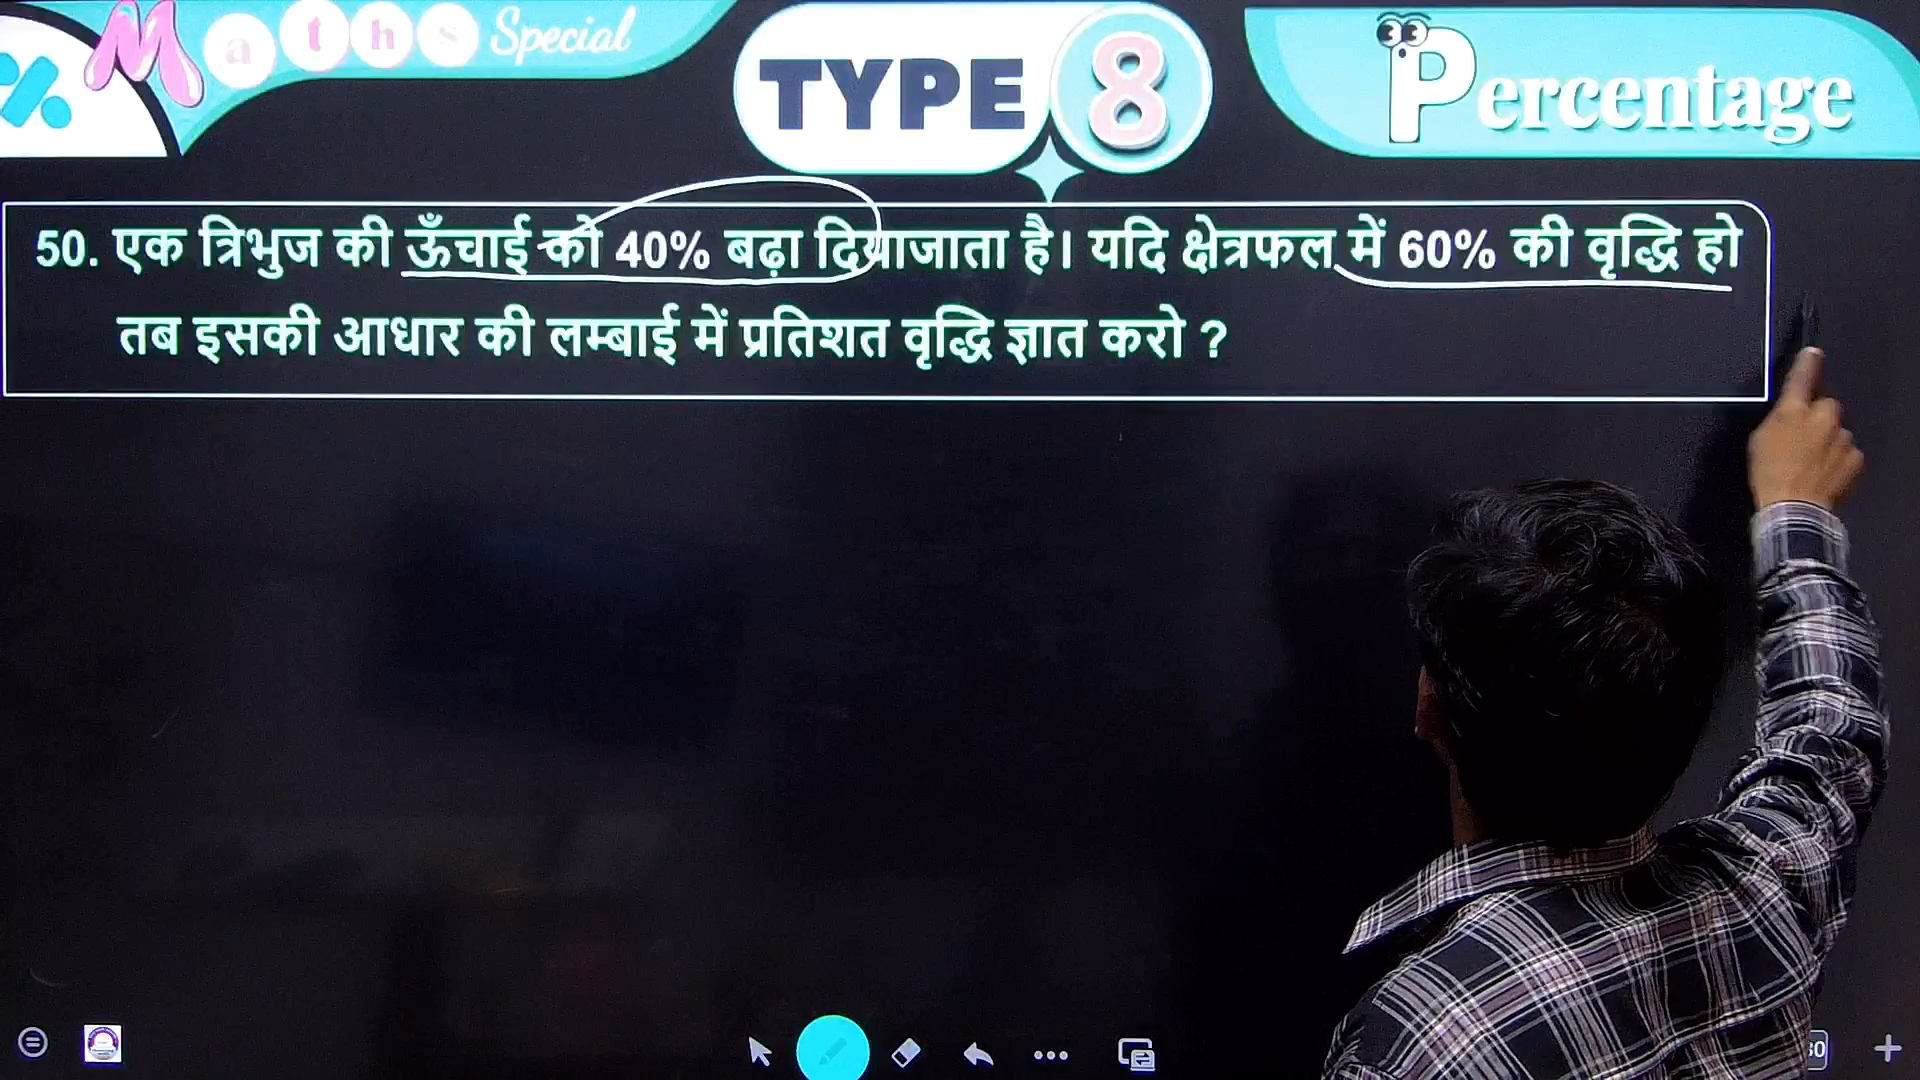 Maths Special
TYPE 8
Percentage
50. एक त्रिभुज की ऊँचाई को 40% बढ़ा दियाजाता है। यदि क्षेत्रफल में 60% की वृद्धि हो
तब इसकी आधार की लम्बाई में प्रतिशत वृद्धि ज्ञात करो ?